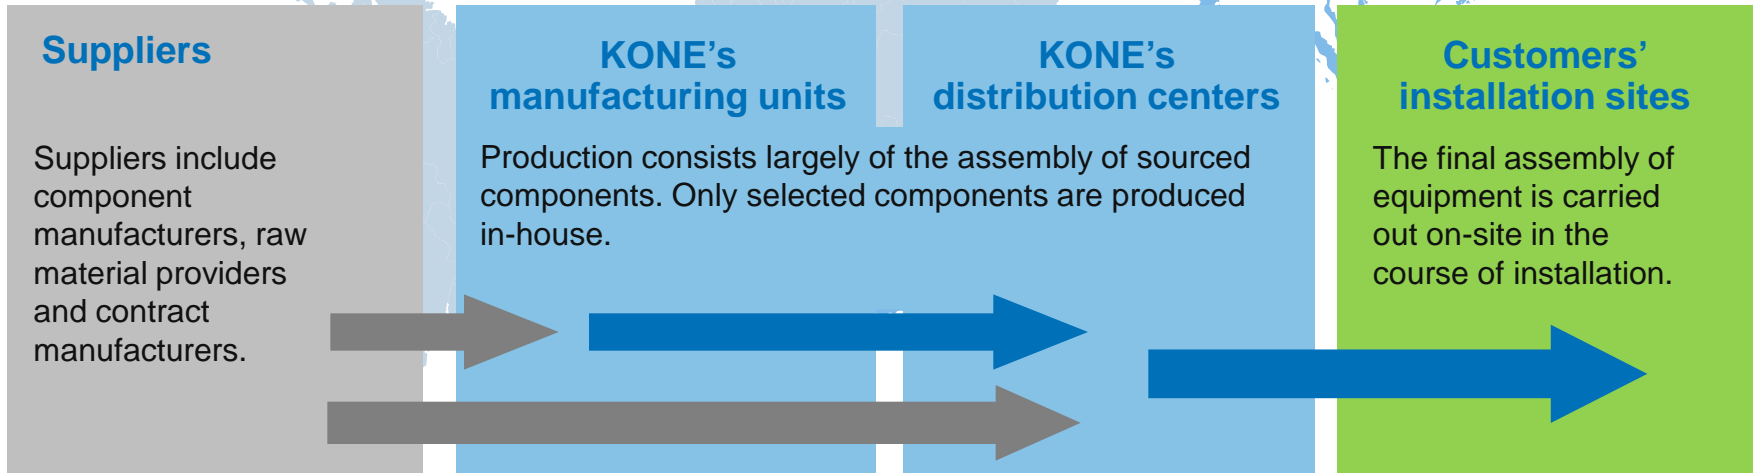 Suppliers
Suppliers include
component
manufacturers, raw
material providers
and contract
manufacturers.
KONE’s
manufacturing units
KONE’s
distribution centers
Production consists largely of the assembly of sourced
components. Only selected components are produced
in-house.
Customers’
installation sites
The final assembly of
equipment is carried
out on-site in the
course of installation.